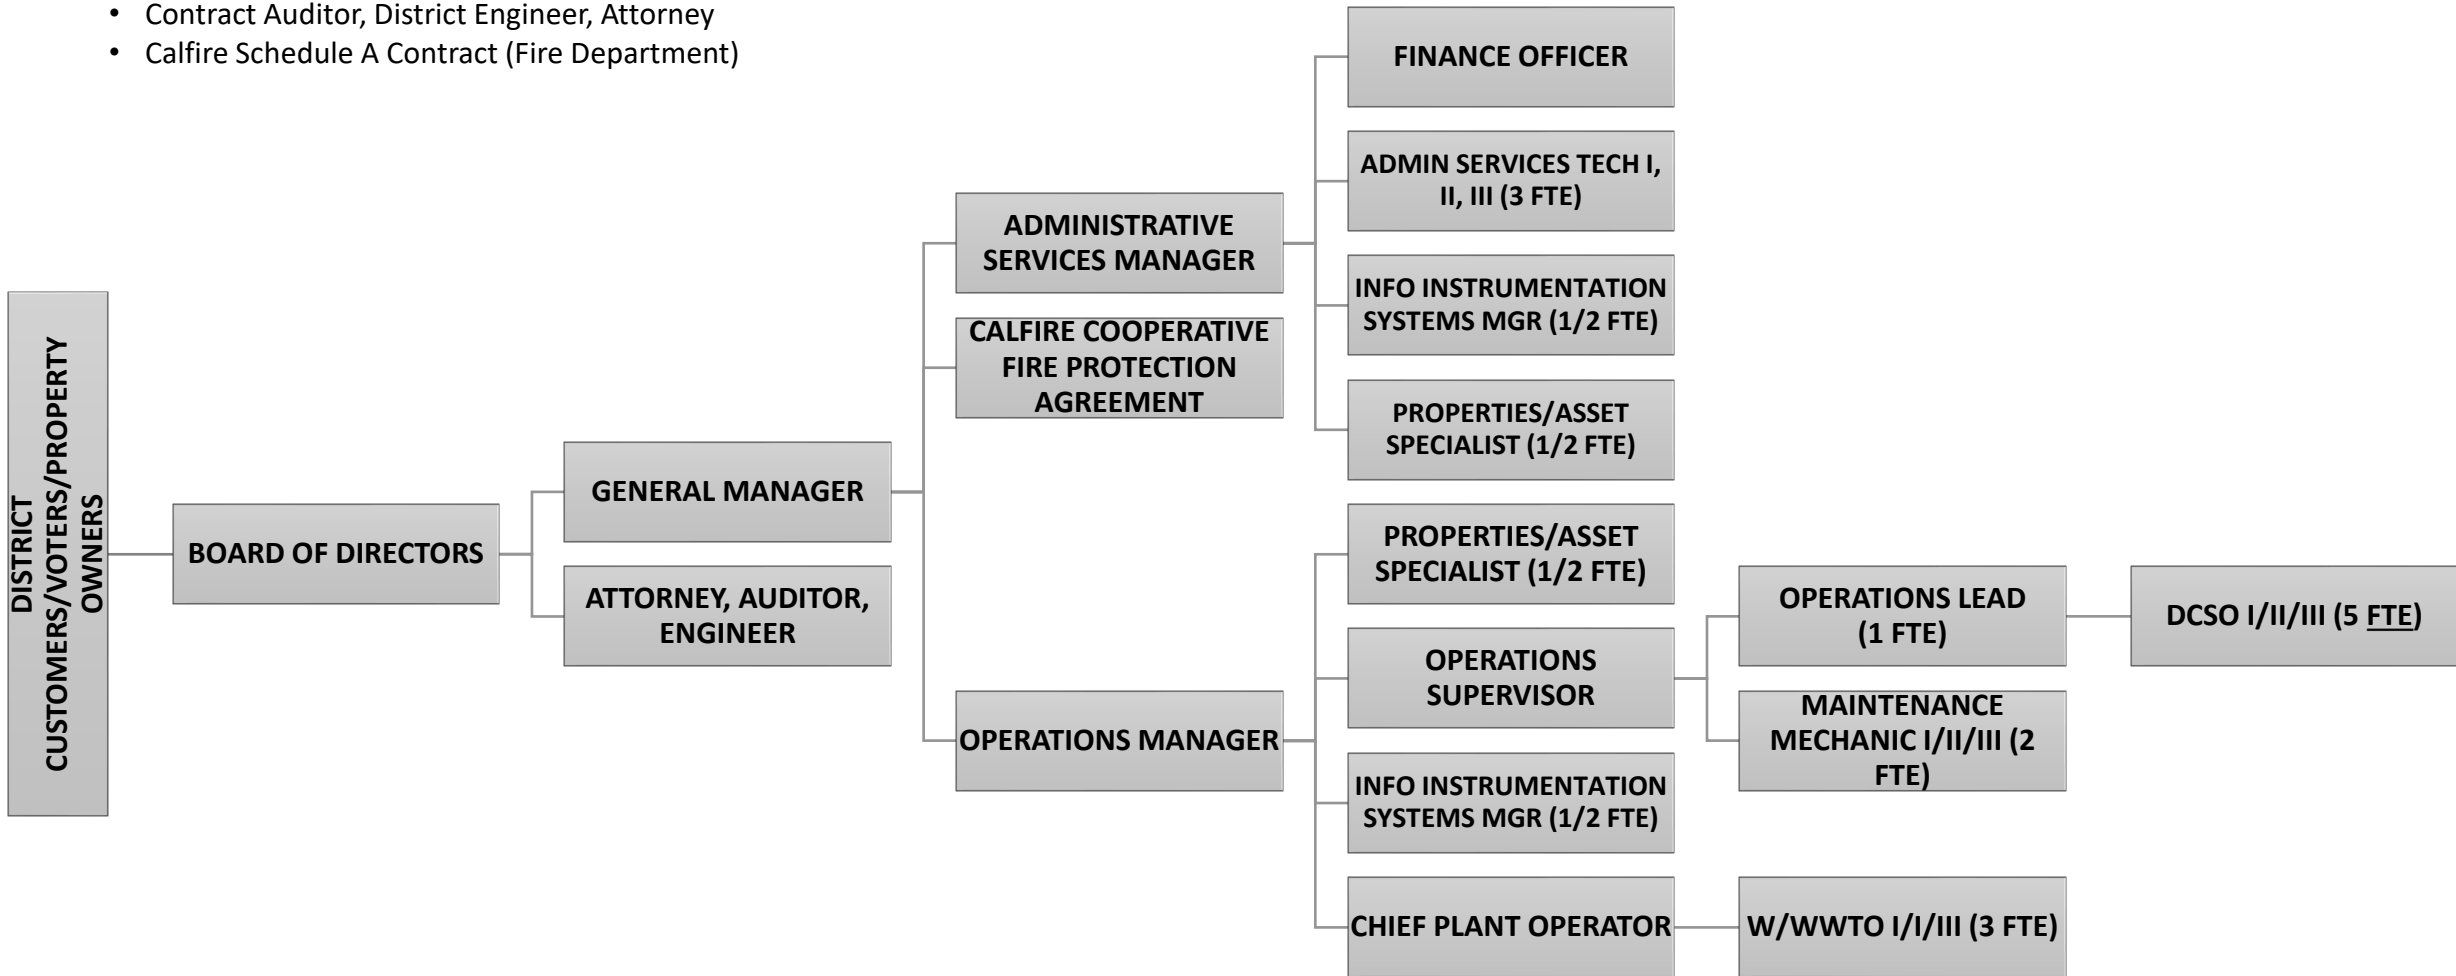 • Contract Auditor, District Engineer, Attorney
• Calfire Schedule A Contract (Fire Department)
DISTRICT
CUSTOMERS/VOTERS/PROPERTY
OWNERS
BOARD OF DIRECTORS
GENERAL MANAGER
ATTORNEY, AUDITOR,
ENGINEER
ADMINISTRATIVE
SERVICES MANAGER
CALFIRE COOPERATIVE
FIRE PROTECTION
AGREEMENT
OPERATIONS MANAGER
FINANCE OFFICER
ADMIN SERVICES TECH I,
II, III (3 FTE)
INFO INSTRUMENTATION
SYSTEMS MGR (1/2 FTE)
PROPERTIES/ASSET
SPECIALIST (1/2 FTE)
PROPERTIES/ASSET
SPECIALIST (1/2 FTE)
OPERATIONS
SUPERVISOR
INFO INSTRUMENTATION
SYSTEMS MGR (1/2 FTE)
CHIEF PLANT OPERATOR
OPERATIONS LEAD
(1 FTE)
MAINTENANCE
MECHANIC I/II/III (2
FTE)
W/WWTO I/I/III (3 FTE)
DCSO I/II/III (5 FTE)